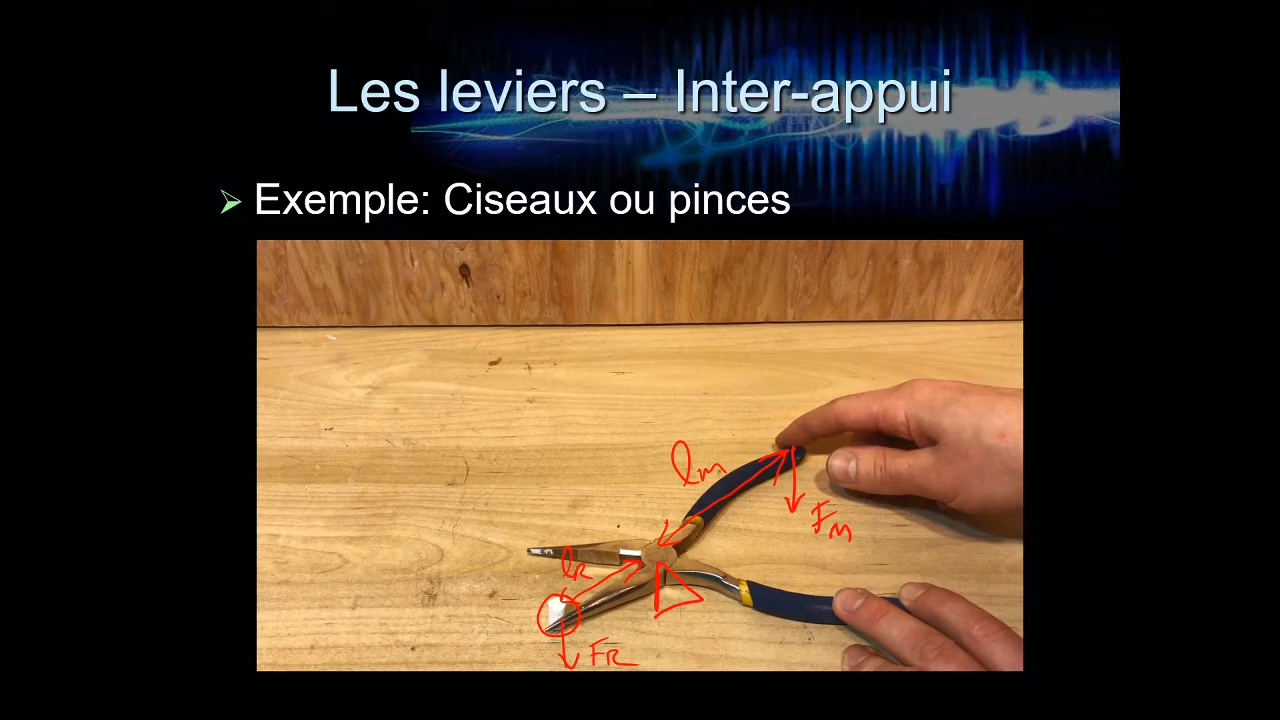 Les leviers – Inter-appui
Exemple: Ciseaux ou pinces
lm
FM
lR
FR